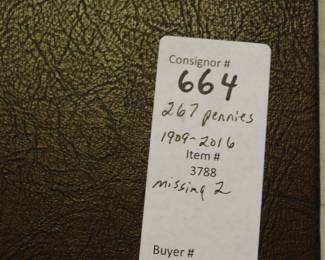 Consignor #
664
267 pennies
1909-2016
Item #
3788
missing 2
Buyer #